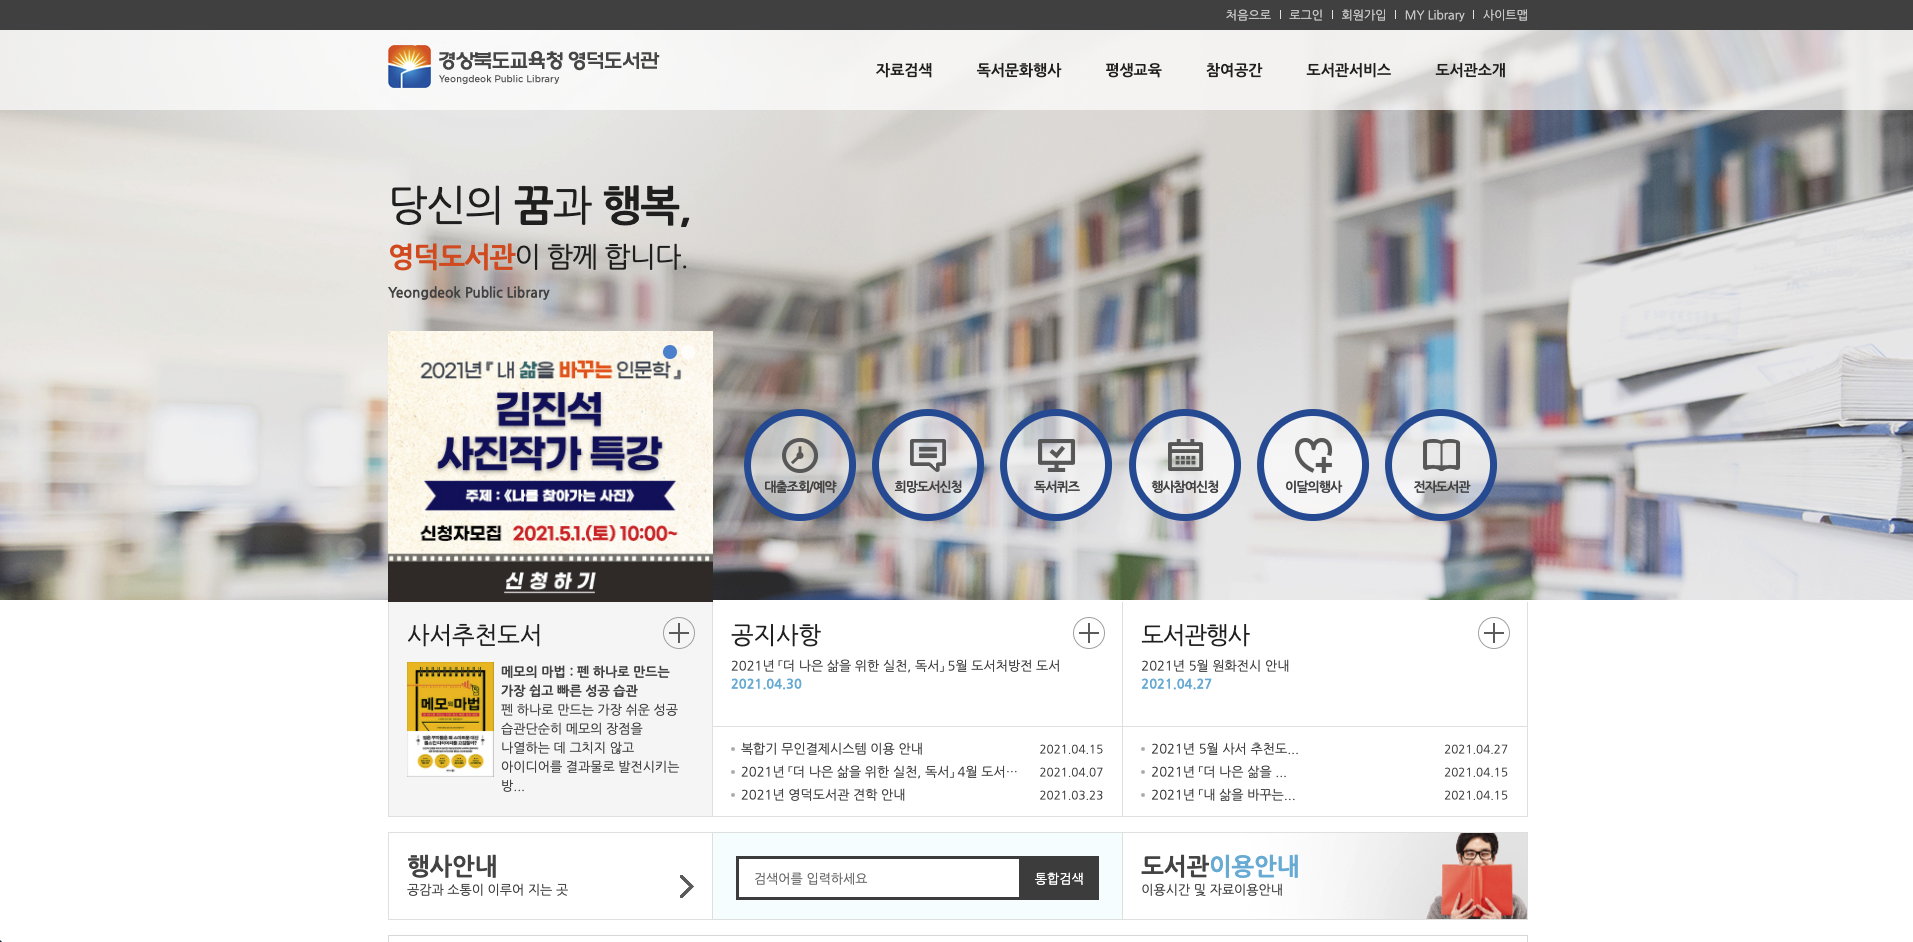 처음으로 | 로그인 | 회원가입 | MY Library | 사이트맵
경상북도교육청 영덕도서관
Yeongdeok Public Library
자료검색 독서문화행사 평생교육 참여공간 도서관서비스 도서관소개
당신의 꿈과 행복,
영덕도서관이 함께 합니다.
Yeongdeok Public Library
2021년 『내 삶을 바꾸는 인문학』
김진석
사진작가 특강
주제 : 《나를 찾아가는 사진》
신청자모집 2021.5.1.(토) 10:00~
신청하기
대출조회/예약
희망도서신청
독서퀴즈
행사참여신청
이달의행사
전자도서관
사서추천도서
메모의 마법
메모의 마법 : 펜 하나로 만드는
가장 쉽고 빠른 성공 습관
펜 하나로 만드는 가장 쉬운 성공
습관단순히 메모의 장점을
나열하는 데 그치지 않고
아이디어를 결과물로 발전시키는
방...
공지사항
2021년 「더 나은 삶을 위한 실천, 독서」 5월 도서처방전 도서
2021.04.30
복합기 무인결제시스템 이용 안내 2021.04.15
2021년 「더 나은 삶을 위한 실천, 독서」 4월 도서… 2021.04.07
2021년 영덕도서관 견학 안내 2021.03.23
도서관행사
2021년 5월 원화전시 안내
2021.04.27
2021년 5월 사서 추천도... 2021.04.27
2021년 「더 나은 삶을 ... 2021.04.15
2021년 「내 삶을 바꾸는... 2021.04.15
행사안내
공감과 소통이 이루어 지는 곳
검색어를 입력하세요 통합검색
도서관이용안내
이용시간 및 자료이용안내